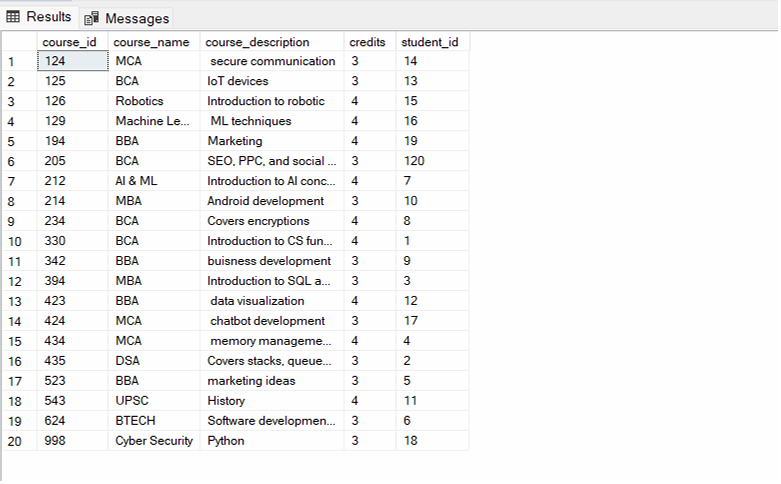 Results Messages
course_id course_name course_description credits student_id
1 124 MCA secure communication 3 14
2 125 BCA IoT devices 3 13
3 126 Robotics Introduction to robotic 4 15
4 129 Machine Le... ML techniques 4 16
5 194 BBA Marketing 4 19
6 205 BCA SEO, PPC, and social ... 3 120
7 212 AI & ML Introduction to AI conc... 4 7
8 214 MBA Android development 3 10
9 234 BCA Covers encryptions 4 8
10 330 BCA Introduction to CS fun... 4 1
11 342 BBA buisness development 3 9
12 394 MBA Introduction to SQL a... 3 3
13 423 BBA data visualization 4 12
14 424 MCA chatbot development 3 17
15 434 MCA memory manageme... 4 4
16 435 DSA Covers stacks, queue... 3 2
17 523 BBA marketing ideas 3 5
18 543 UPSC History 4 11
19 624 BTECH Software developmen... 3 6
20 998 Cyber Security Python 3 18